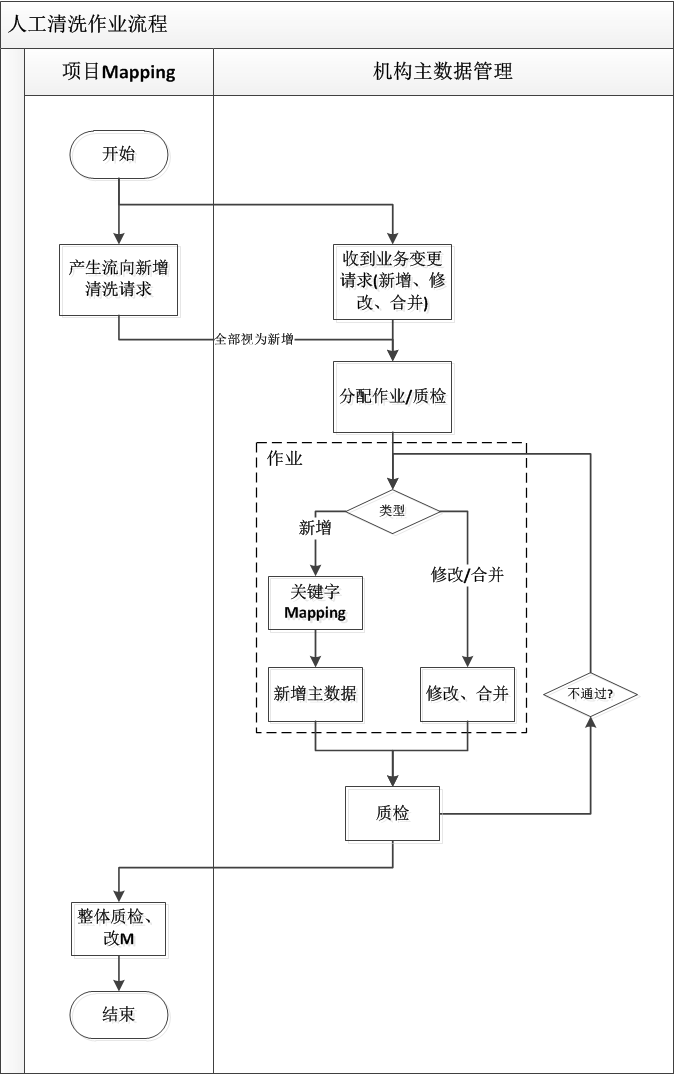 人工清洗作业流程
项目Mapping
机构主数据管理
开始
产生流向新增
清洗请求
收到业务变更
请求(新增、修
改、合并)
全部视为新增
分配作业/质检
作业
类型
新增
修改/合并
关键字
Mapping
新增主数据
修改、合并
不通过?
质检
整体质检、
改M
结束